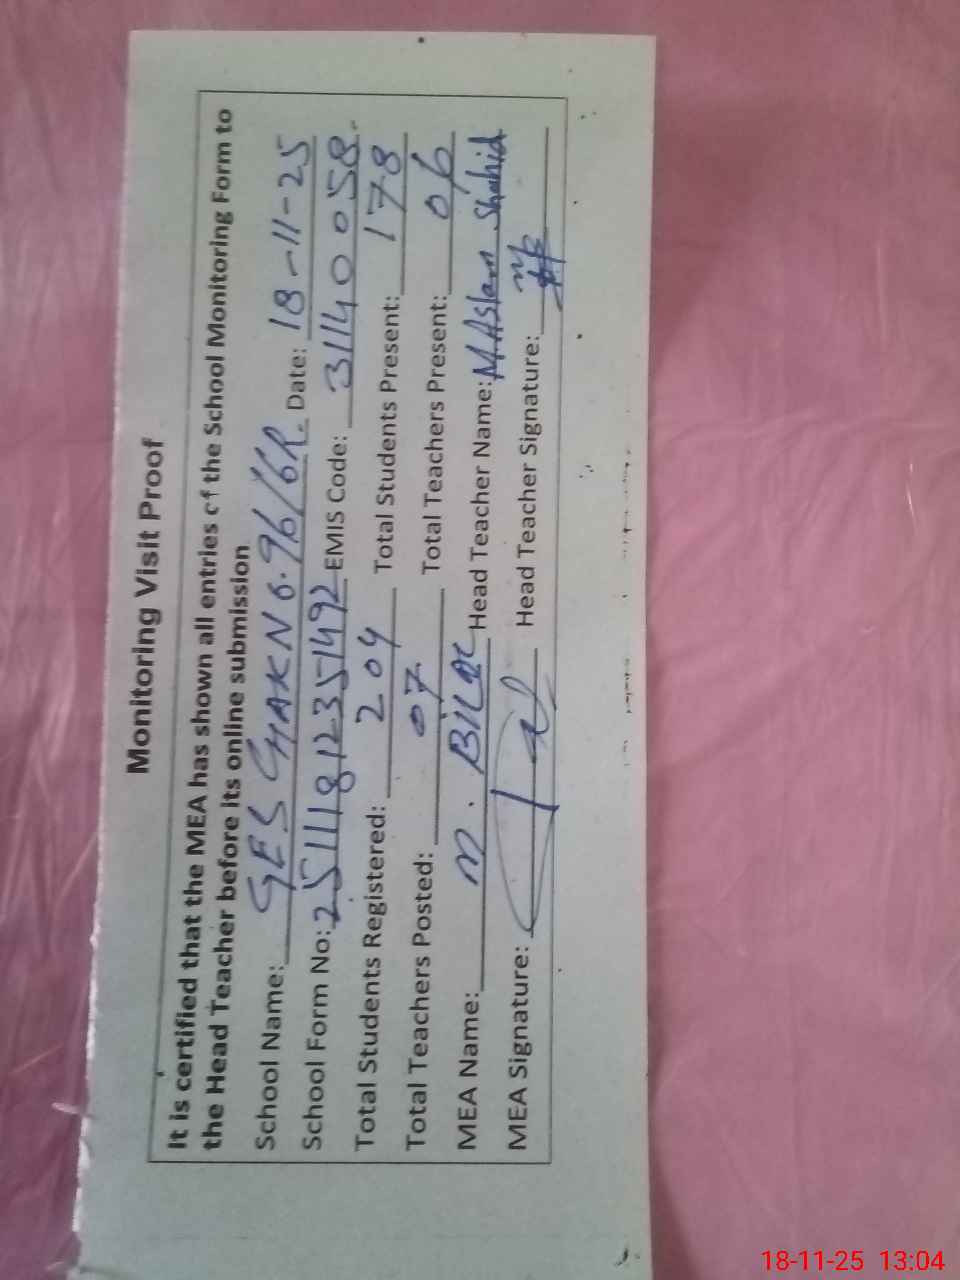 Monitoring Visit Proof
It is certified that the MEA has shown all entries of the School Monitoring Form to
the Head Teacher before its online submission
School Name: GES CHAK No. 96/6R. Date: 18-11-25
School Form No: 25111812351492 EMIS Code: 31140058
Total Students Registered: 204 Total Students Present: 178
Total Teachers Posted: 07 Total Teachers Present: 06
MEA Name: M. BILAL Head Teacher Name: M. Aslam Shahid
MEA Signature: Head Teacher Signature:
18-11-25 13:04